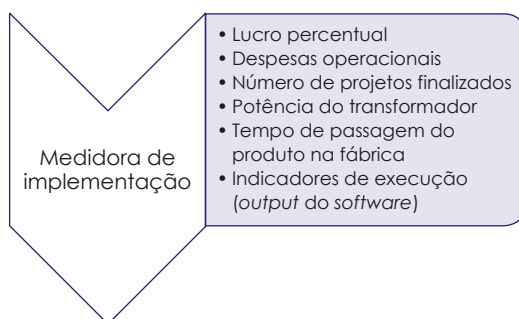 Medidora de
implementação
• Lucro percentual
• Despesas operacionais
• Número de projetos finalizados
• Potência do transformador
• Tempo de passagem do
produto na fábrica
• Indicadores de execução
(output do software)